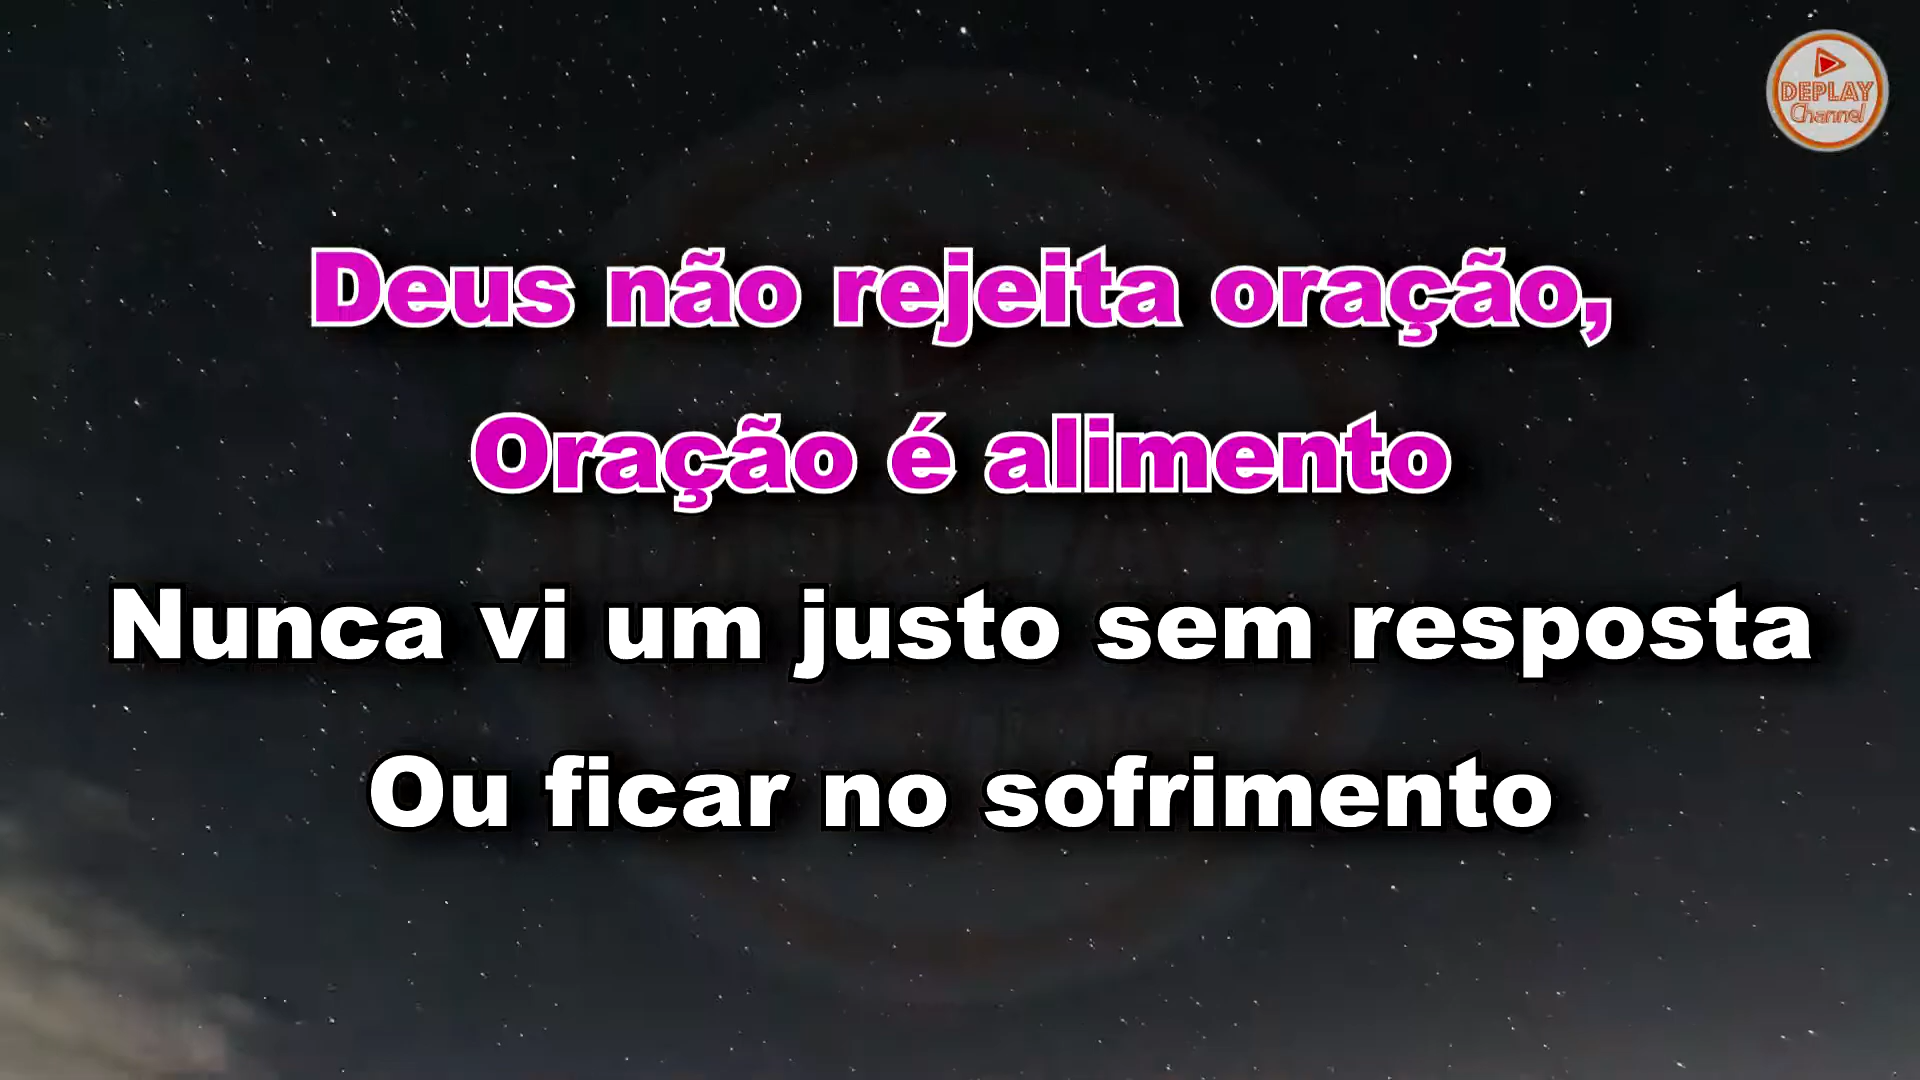 DEPLAY
Channel
Deus não rejeita oração,
Oração é alimento
Nunca vi um justo sem resposta
Ou ficar no sofrimento